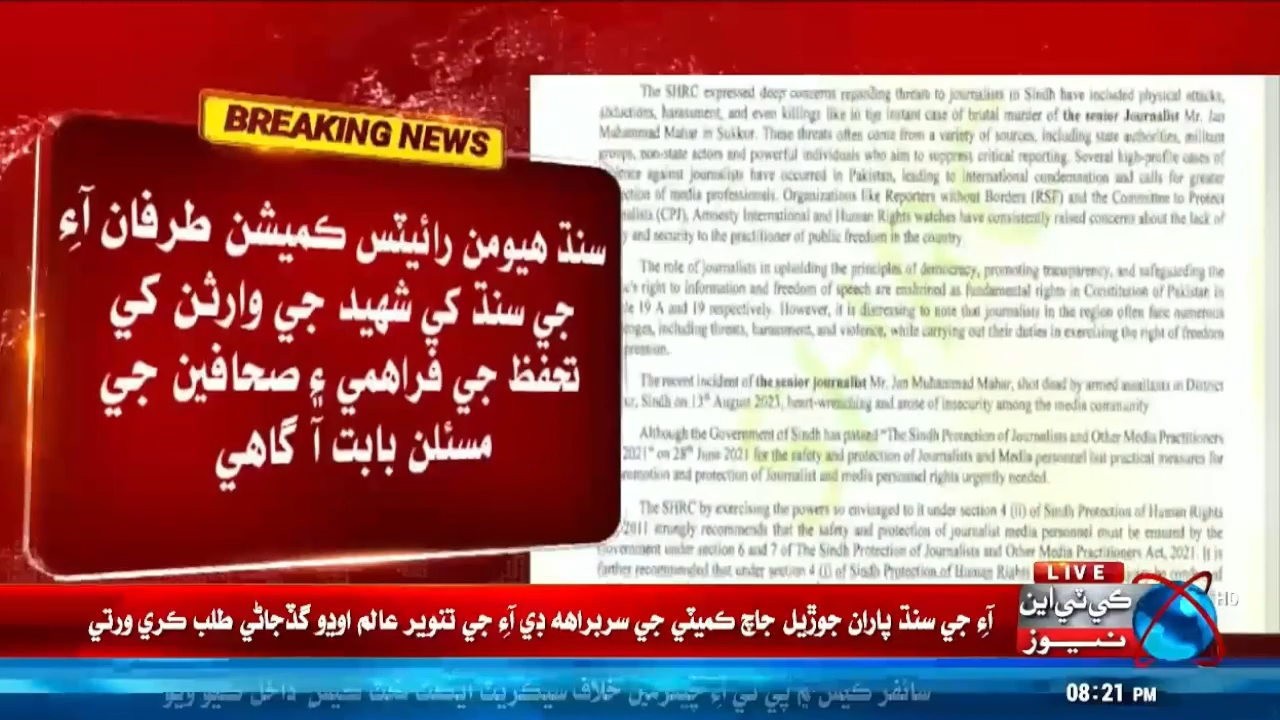 BREAKING NEWS
سنڌ هيومن رائيٽس ڪميشن طرفان آءِ
جي سنڌ کي شهيد جي وارثن کي
تحفظ جي فراهمي ۽ صحافين جي
مسئلن بابت آگاهي
The SHRC expressed deep concerns regarding threats to journalists in Sindh have included physical attacks,
abductions, harassment, and even killings like in the instant case of brutal murder of the senior Journalist Mr. Jan
Muhammad Mahar in Sukkur. These threats often come from a variety of sources, including state authorities, militant
groups, non-state actors and powerful individuals who aim to suppress critical reporting. Several high-profile cases of
against journalists have occurred in Pakistan, leading to international condemnation and calls for greater
ction of media professionals. Organizations like Reporters without Borders (RSF) and the Committee to Protect
nalists (CPJ), Amnesty International and Human Rights watches have consistently raised concerns about the lack of
y and security to the practitioner of public freedom in the country
The role of journalists in upholding the principles of democracy, promoting transparency, and safeguarding the
's right to information and freedom of speech are enshrined as fundamental rights in Constitution of Pakistan in
le 19 A and 19 respectively. However, it is distressing to note that journalists in the region often face numerous
enges, including threats, harassment, and violence, while carrying out their duties in exercising the right of freedom
pression.
The recent incident of the senior journalist Mr. Jan Muhammad Mahar, shot dead by armed assailants in District
ur, Sindh on 13th August 2023, heart-wrenching and arose of insecurity among the media community
Although the Government of Sindh has passed "The Sindh Protection of Journalists and Other Media Practitioners
2021" on 28th June 2021 for the safety and protection of Journalists and Media personnel but practical measures for
romotion and protection of Journalist and media personnel rights urgently needed.
The SHRC by exercising the powers so envisaged to it under section 4 (ii) of Sindh Protection of Human Rights
2011 strongly recommends that the safety and protection of journalist media personnel must be ensured by the
Government under section 6 and 7 of The Sindh Protection of Journalists and Other Media Practitioners Act, 2021. It is
further recommended that under section 4 (i) of Sindh Protection of Human Rights
LIVE
ڪي ٽي اين
نيوز
HD
آءِ جي سنڌ پاران جوڙيل جاچ ڪميٽي جي سربراهه ڊي آءِ جي تنوير عالم اوڍو گڏجاڻي طلب ڪري ورتي
08:21 PM